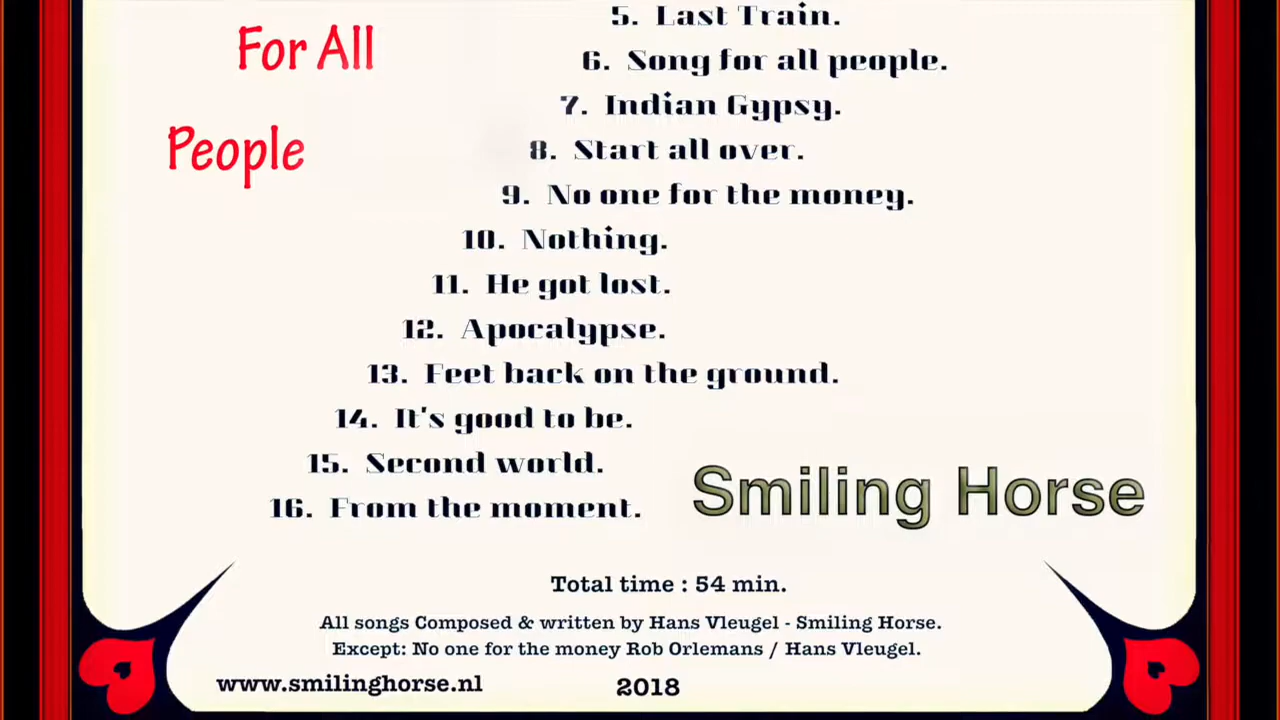 For All
People
5. Last Train.
6. Song for all people.
7. Indian Gypsy.
8. Start all over.
9. No one for the money.
10. Nothing.
11. He got lost.
12. Apocalypse.
13. Feet back on the ground.
14. It's good to be.
15. Second world.
16. From the moment.
Smiling Horse
Total time : 54 min.
All songs Composed & written by Hans Vleugel - Smiling Horse.
Except: No one for the money Rob Orlemans / Hans Vleugel.
www.smilinghorse.nl
2018